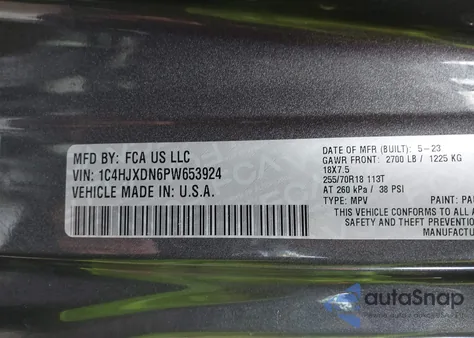 MFD BY: FCA US LLC
VIN: 1C4HJXDN6PW653924
VEHICLE MADE IN: U.S.A.
DATE OF MFR (BUILT): 5-23
GAWR FRONT: 2700 LB / 1225 KG
18X7.5
255/70R18 113T
AT 260 kPa / 38 PSI
TYPE: MPV PAINT: PA
THIS VEHICLE CONFORMS TO ALL
SAFETY AND THEFT PREVENTION
MANUFACTU
autoSnap